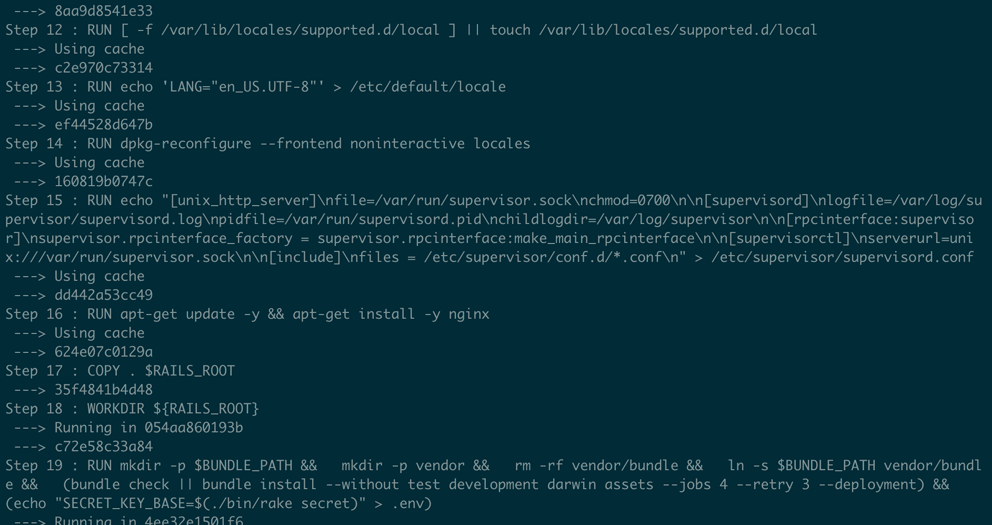 ---> 8aa9d8541e33
Step 12 : RUN [ -f /var/lib/locales/supported.d/local ] || touch /var/lib/locales/supported.d/local
---> Using cache
---> c2e970c73314
Step 13 : RUN echo 'LANG="en_US.UTF-8"' > /etc/default/locale
---> Using cache
---> ef44528d647b
Step 14 : RUN dpkg-reconfigure --frontend noninteractive locales
---> Using cache
---> 160819b0747c
Step 15 : RUN echo "[unix_http_server]\nfile=/var/run/supervisor.sock\nchmod=0700\n\n[supervisord]\nlogfile=/var/log/su
pervisor/supervisord.log\npidfile=/var/run/supervisord.pid\nchildlogdir=/var/log/supervisor\n\n[rpcinterface:superviso
r]\nsupervisor.rpcinterface_factory = supervisor.rpcinterface:make_main_rpcinterface\n\n[supervisorctl]\nserverurl=uni
x:///var/run/supervisor.sock\n\n[include]\nfiles = /etc/supervisor/conf.d/*.conf\n" > /etc/supervisor/supervisord.conf
---> Using cache
---> dd442a53cc49
Step 16 : RUN apt-get update -y && apt-get install -y nginx
---> Using cache
---> 624e07c0129a
Step 17 : COPY . $RAILS_ROOT
---> 35f4841b4d48
Step 18 : WORKDIR ${RAILS_ROOT}
---> Running in 054aa860193b
---> c72e58c33a84
Step 19 : RUN mkdir -p $BUNDLE_PATH &&   mkdir -p vendor &&   rm -rf vendor/bundle &&   ln -s $BUNDLE_PATH vendor/bundl
e &&   (bundle check || bundle install --without test development darwin assets --jobs 4 --retry 3 --deployment) &&
(echo "SECRET_KEY_BASE=$(./bin/rake secret)" > .env)
---> Running in 4ee32e1501f6